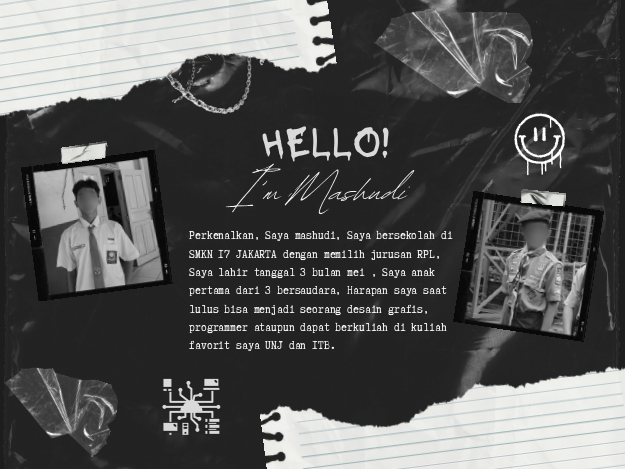 HELLO!
I'm Mashudi
Perkenalkan, Saya mashudi, Saya bersekolah di
SMKN 17 JAKARTA dengan memilih jurusan RPL,
Saya lahir tanggal 3 bulan mei , Saya anak
pertama dari 3 bersaudara, Harapan saya saat
lulus bisa menjadi seorang desain grafis,
programmer ataupun dapat berkuliah di kuliah
favorit saya UNJ dan ITB.